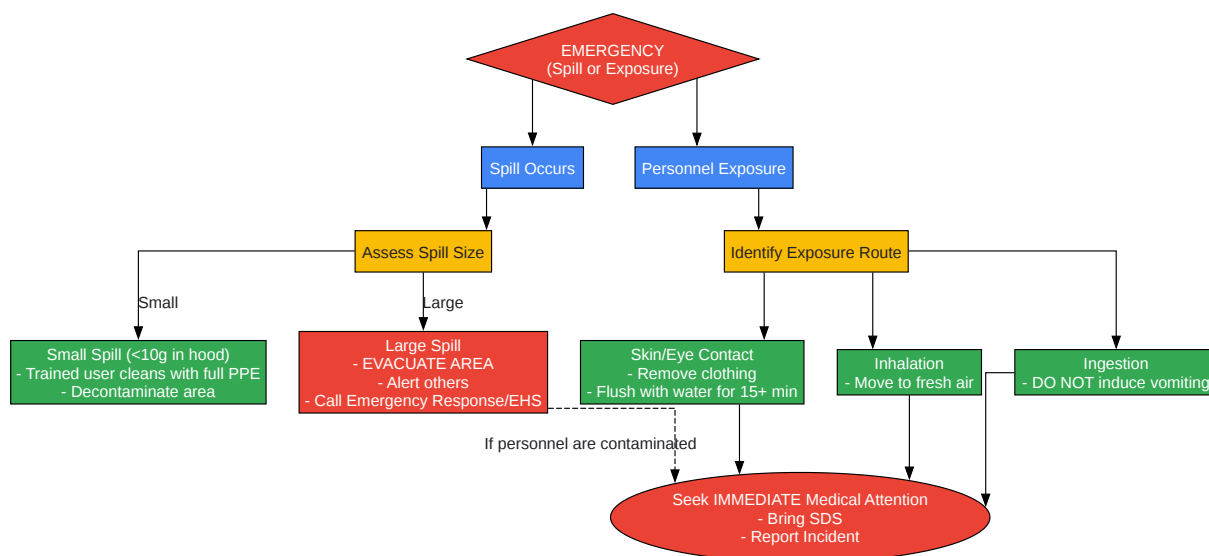 EMERGENCY
(Spill or Exposure)
Spill Occurs
Personnel Exposure
Assess Spill Size
Identify Exposure Route
Small
Large
Small Spill (<10g in hood)
- Trained user cleans with full PPE
- Decontaminate area
Large Spill
- EVACUATE AREA
- Alert others
- Call Emergency Response/EHS
Skin/Eye Contact
- Remove clothing
- Flush with water for 15+ min
Inhalation
- Move to fresh air
Ingestion
- DO NOT induce vomiting
If personnel are contaminated
Seek IMMEDIATE Medical Attention
- Bring SDS
- Report Incident